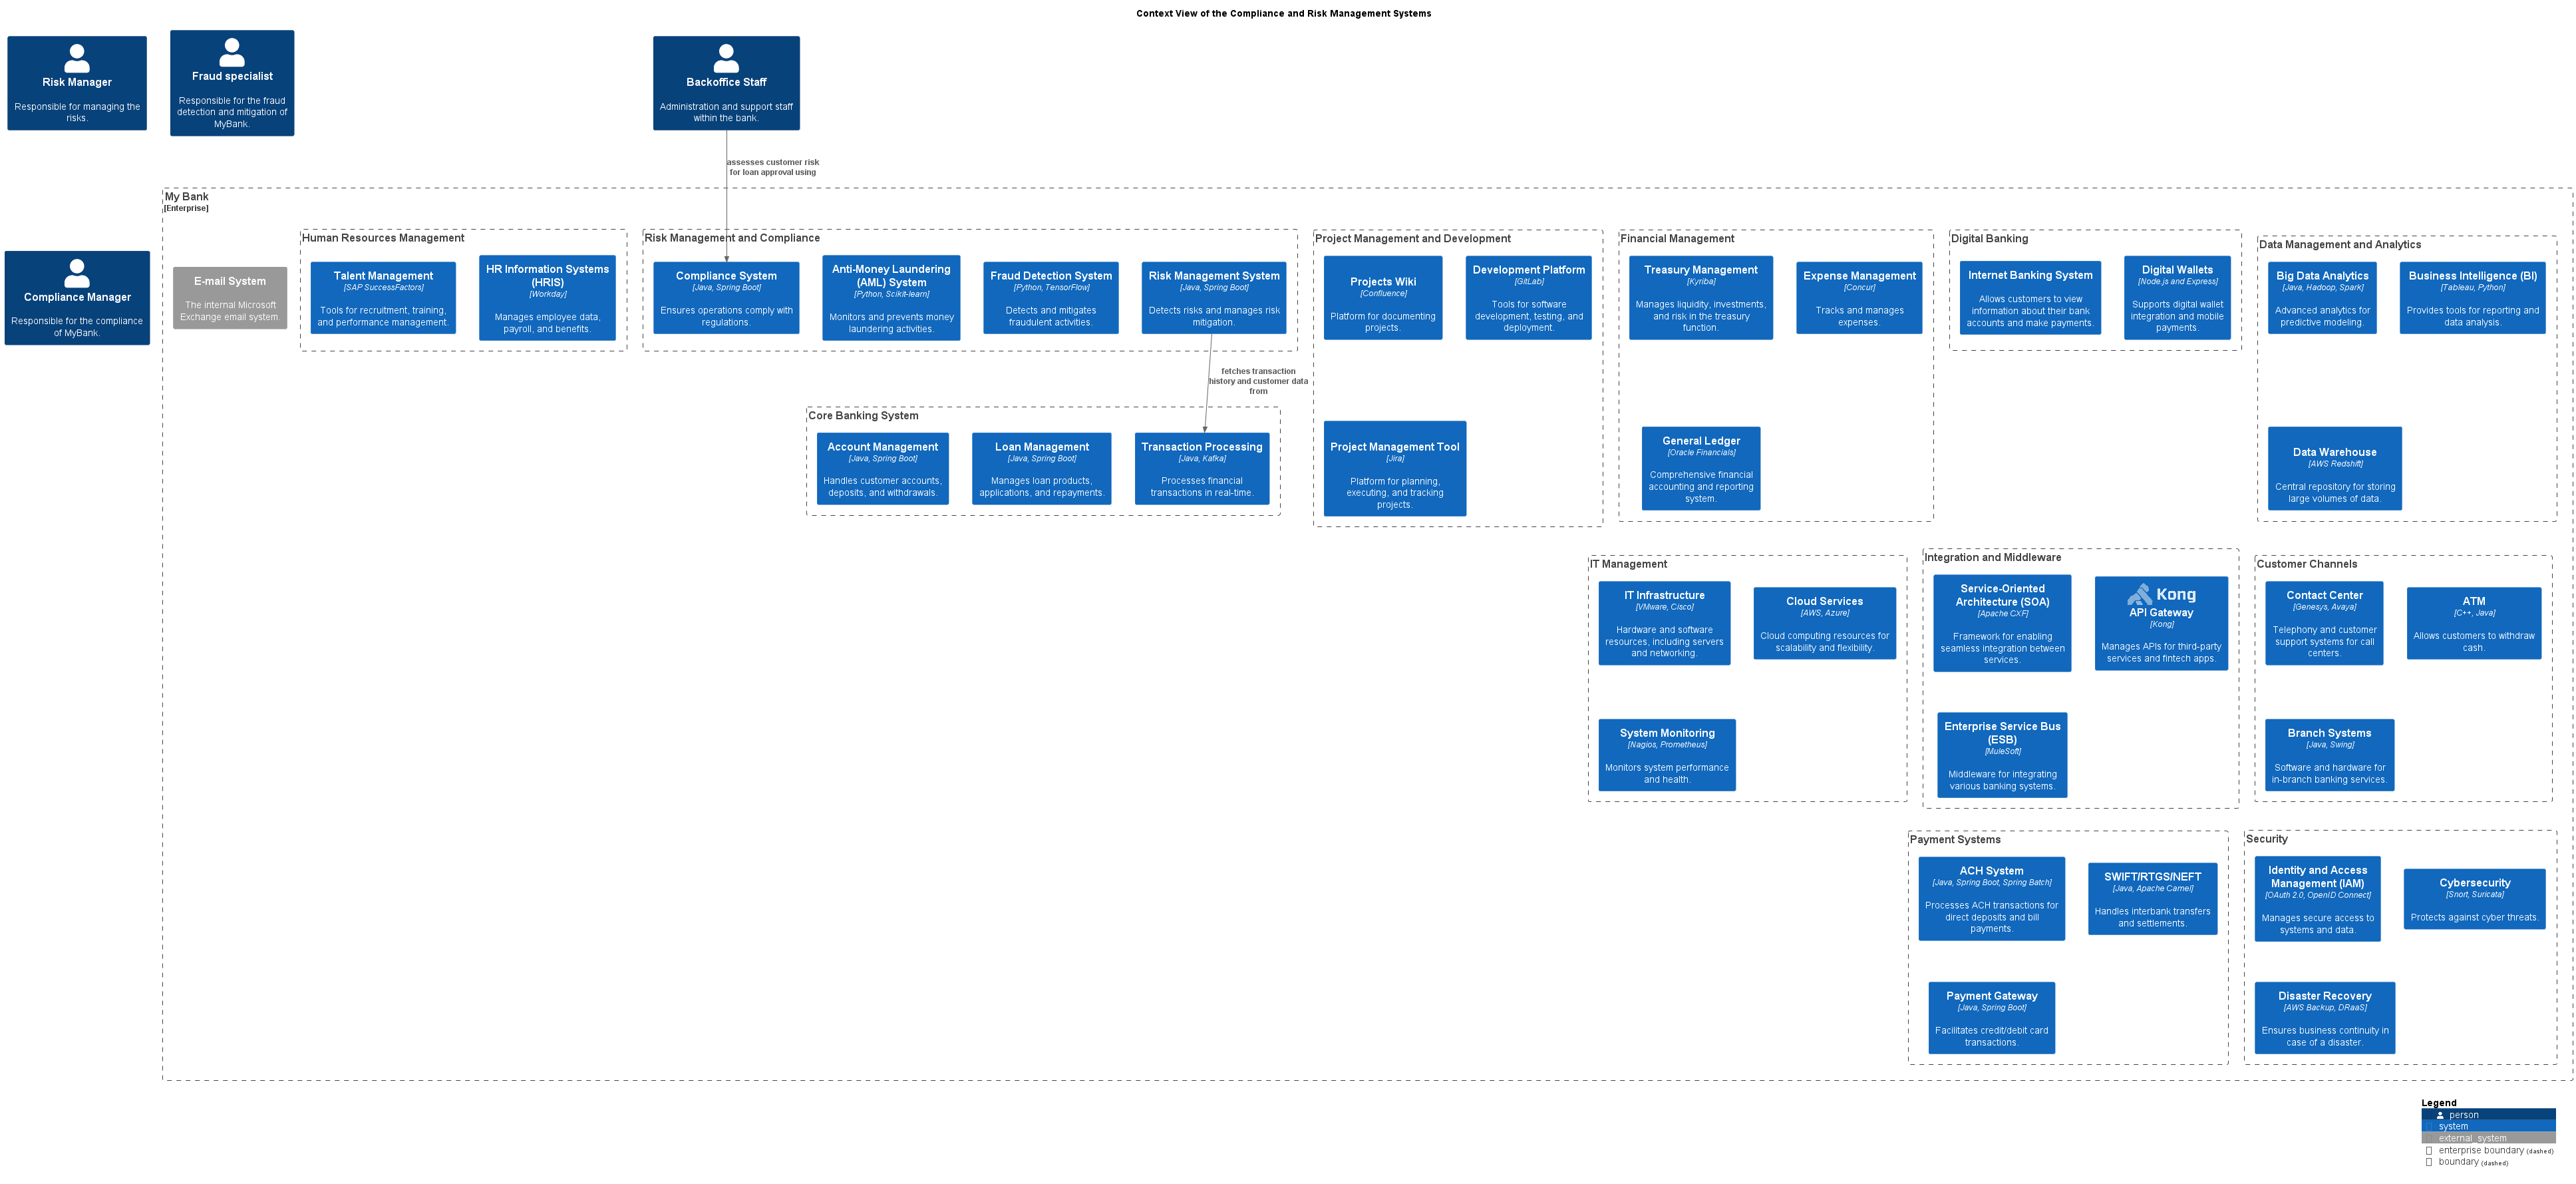 Context View of the Compliance and Risk Management Systems
Risk Manager
Responsible for managing the
risks.
Fraud specialist
Responsible for the fraud
detection and mitigation of
MyBank.
Backoffice Staff
Administration and support staff
within the bank.
assesses customer risk
for loan approval using
Compliance Manager
Responsible for the compliance
of MyBank.
My Bank
[Enterprise]
E-mail System
The internal Microsoft
Exchange email system.
Human Resources Management
Talent Management
[SAP SuccessFactors]
Tools for recruitment, training,
and performance management.
HR Information Systems
(HRIS)
[Workday]
Manages employee data,
payroll, and benefits.
Risk Management and Compliance
Compliance System
[Java, Spring Boot]
Ensures operations comply with
regulations.
Anti-Money Laundering
(AML) System
[Python, Scikit-learn]
Monitors and prevents money
laundering activities.
Fraud Detection System
[Python, TensorFlow]
Detects and mitigates
fraudulent activities.
Risk Management System
[Java, Spring Boot]
Detects risks and manages risk
mitigation.
fetches transaction
history and customer data
from
Core Banking System
Account Management
[Java, Spring Boot]
Handles customer accounts,
deposits, and withdrawals.
Loan Management
[Java, Spring Boot]
Manages loan products,
applications, and repayments.
Transaction Processing
[Java, Kafka]
Processes financial
transactions in real-time.
Project Management and Development
Projects Wiki
[Confluence]
Platform for documenting
projects.
Development Platform
[GitLab]
Tools for software
development, testing, and
deployment.
Project Management Tool
[Jira]
Platform for planning,
executing, and tracking
projects.
Financial Management
Treasury Management
[Kyriba]
Manages liquidity, investments,
and risk in the treasury
function.
Expense Management
[Concur]
Tracks and manages
expenses.
General Ledger
[Oracle Financials]
Comprehensive financial
accounting and reporting
system.
Digital Banking
Internet Banking System
Allows customers to view
information about their bank
accounts and make payments.
Digital Wallets
[Node.js and Express]
Supports digital wallet
integration and mobile
payments.
Data Management and Analytics
Big Data Analytics
[Java, Hadoop, Spark]
Advanced analytics for
predictive modeling.
Business Intelligence (BI)
[Tableau, Python]
Provides tools for reporting and
data analysis.
Data Warehouse
[AWS Redshift]
Central repository for storing
large volumes of data.
IT Management
IT Infrastructure
[VMware, Cisco]
Hardware and software
resources, including servers
and networking.
Cloud Services
[AWS, Azure]
Cloud computing resources for
scalability and flexibility.
System Monitoring
[Nagios, Prometheus]
Monitors system performance
and health.
Integration and Middleware
Service-Oriented
Architecture (SOA)
[Apache CXF]
Framework for enabling
seamless integration between
services.
Kong
API Gateway
[Kong]
Manages APIs for third-party
services and fintech apps.
Enterprise Service Bus
(ESB)
[MuleSoft]
Middleware for integrating
various banking systems.
Customer Channels
Contact Center
[Genesys, Avaya]
Telephony and customer
support systems for call
centers.
ATM
[C++, Java]
Allows customers to withdraw
cash.
Branch Systems
[Java, Swing]
Software and hardware for
in-branch banking services.
Payment Systems
ACH System
[Java, Spring Boot, Spring Batch]
Processes ACH transactions for
direct deposits and bill
payments.
SWIFT/RTGS/NEFT
[Java, Apache Camel]
Handles interbank transfers
and settlements.
Payment Gateway
[Java, Spring Boot]
Facilitates credit/debit card
transactions.
Security
Identity and Access
Management (IAM)
[OAuth 2.0, OpenID Connect]
Manages secure access to
systems and data.
Cybersecurity
[Snort, Suricata]
Protects against cyber threats.
Disaster Recovery
[AWS Backup, DRaaS]
Ensures business continuity in
case of a disaster.
Legend
person
system
external_system
enterprise boundary (dashed)
boundary (dashed)